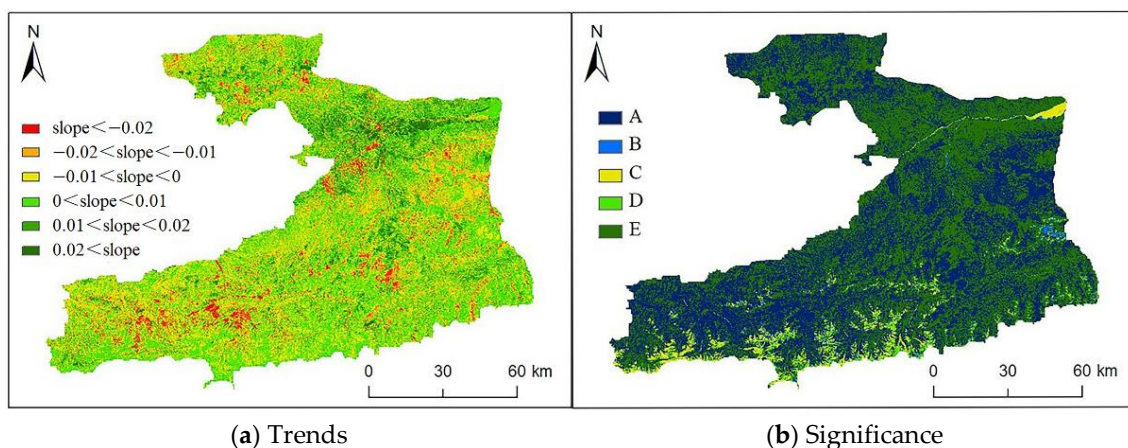 N
slope<−0.02
−0.02<slope<−0.01
−0.01<slope<0
0<slope<0.01
0.01<slope<0.02
0.02<slope
0 30 60 km
(a) Trends
N
A
B
C
D
E
0 30 60 km
(b) Significance